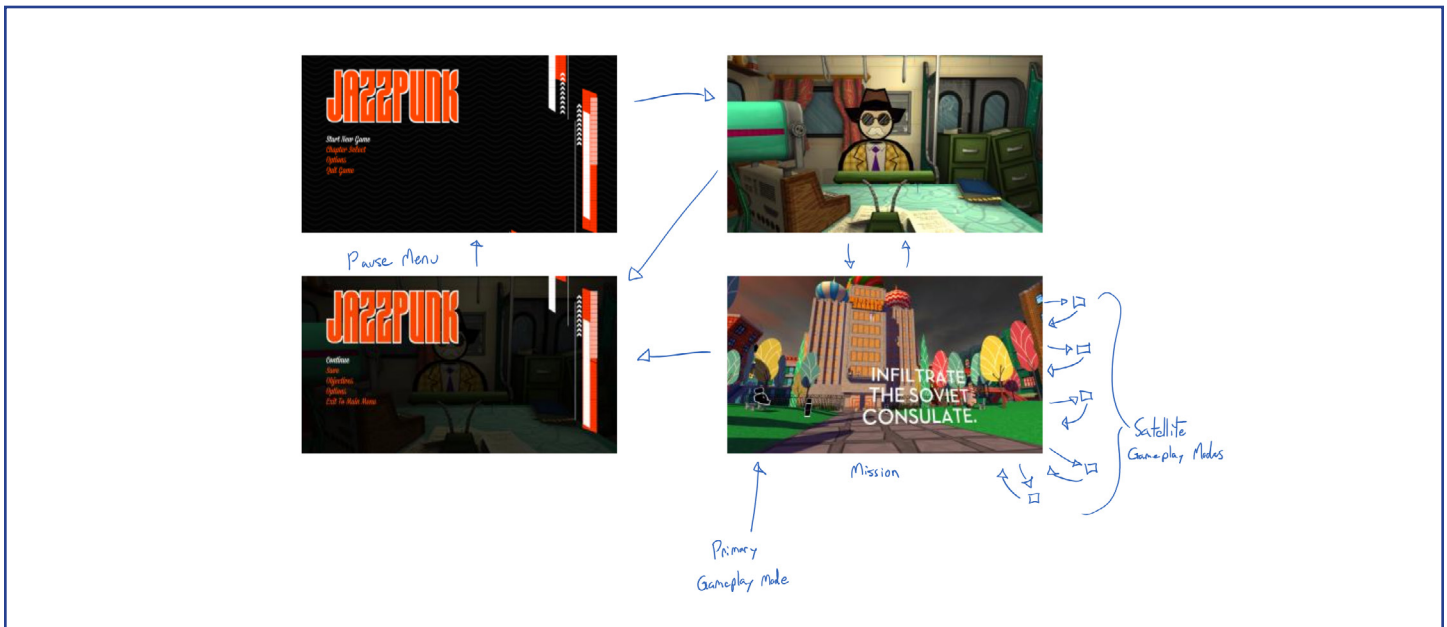 JAZZPUNK
Start New Game
Chapter Select
Options
Quit Game
Pause Menu
JAZZPUNK
Continue
Save
Objectives
Options
Exit To Main Menu
INFILTRATE
THE SOVIET
CONSULATE.
Mission
Satellite
Gameplay Modes
Primary
Gameplay Mode